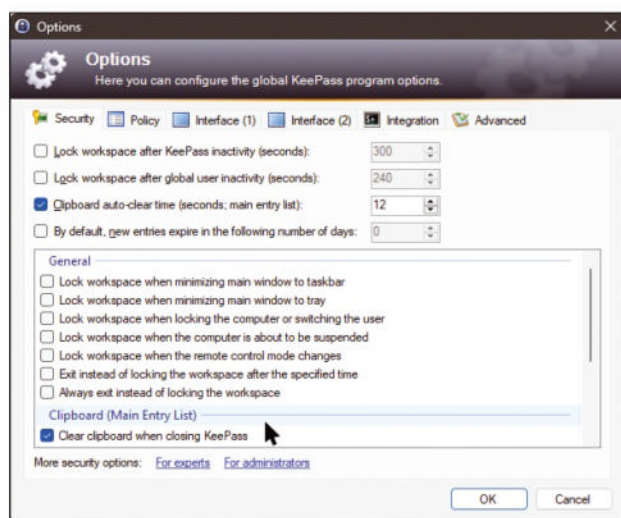 Options
Options
Here you can configure the global KeePass program options.
Security Policy Interface (1) Interface (2) Integration Advanced
Lock workspace after KeePass inactivity (seconds): 300
Lock workspace after global user inactivity (seconds): 240
Clipboard auto-clear time (seconds; main entry list): 12
By default, new entries expire in the following number of days: 0
General
Lock workspace when minimizing main window to taskbar
Lock workspace when minimizing main window to tray
Lock workspace when locking the computer or switching the user
Lock workspace when the computer is about to be suspended
Lock workspace when the remote control mode changes
Exit instead of locking the workspace after the specified time
Always exit instead of locking the workspace
Clipboard (Main Entry List)
Clear clipboard when closing KeePass
More security options: For experts For administrators
OK Cancel